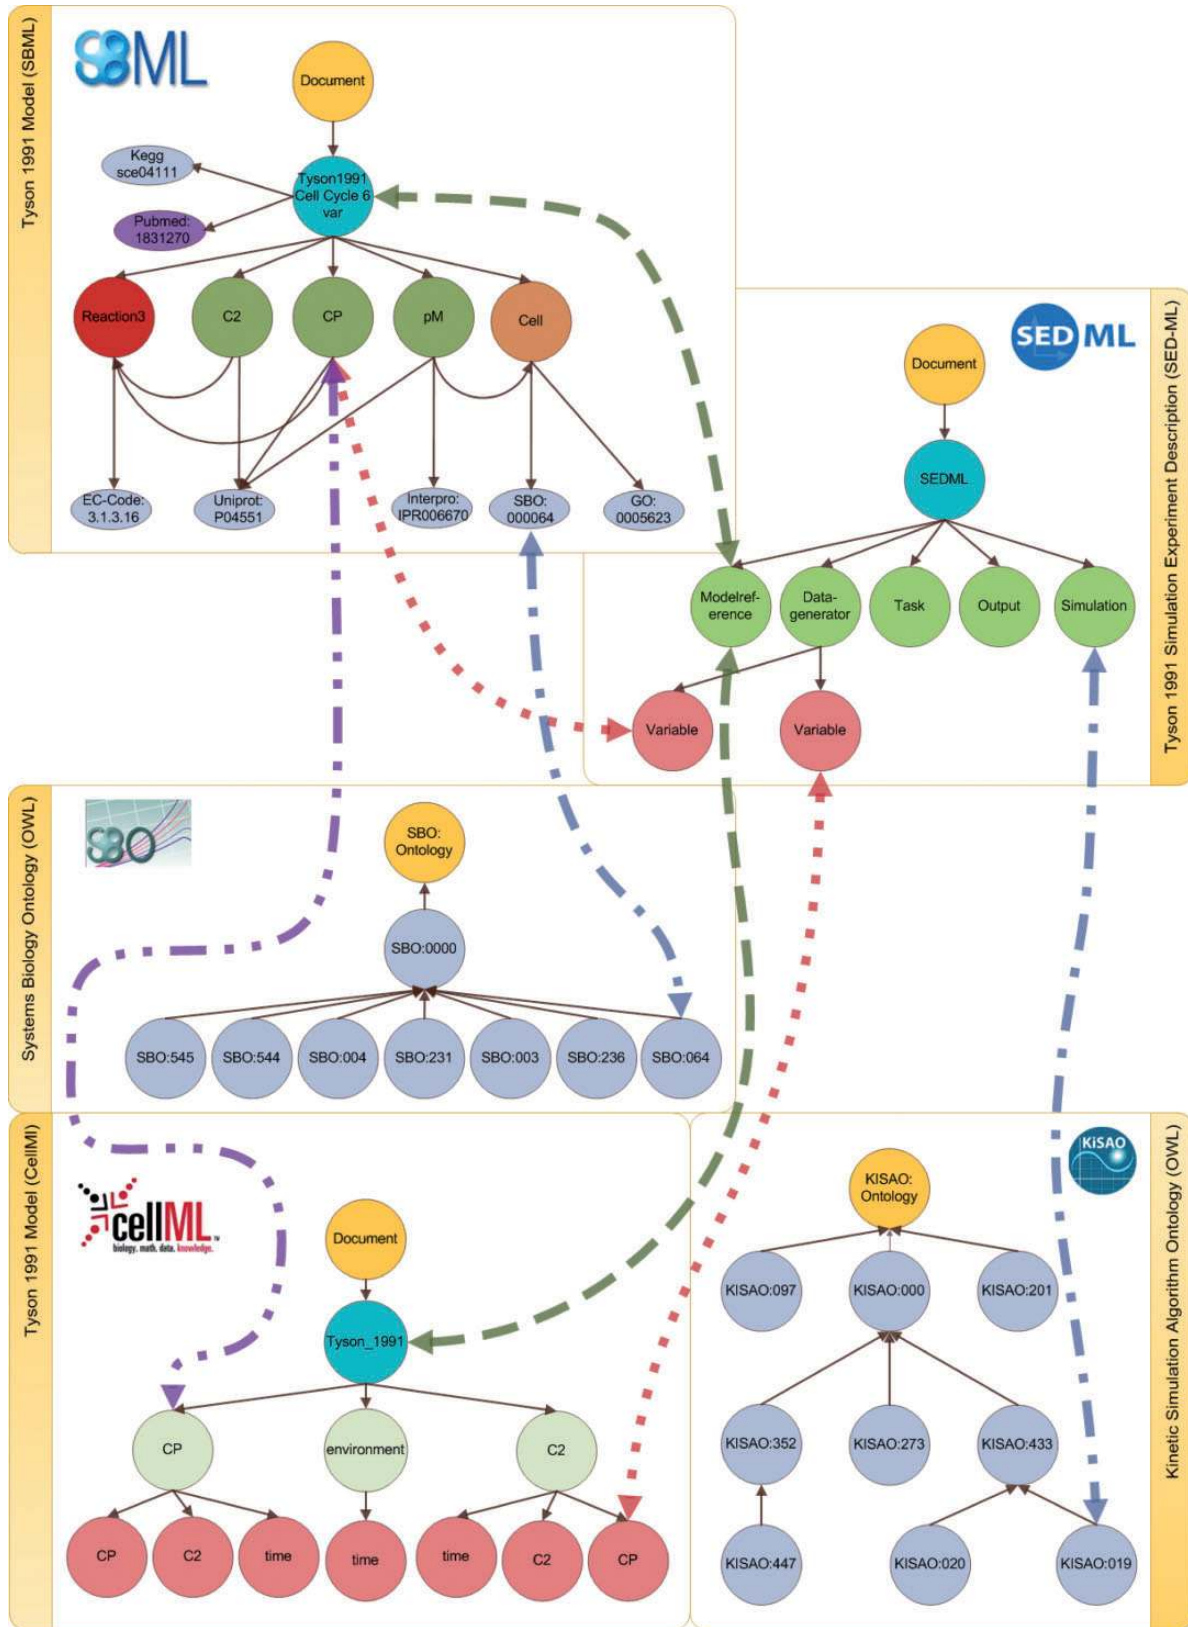 Tyson 1991 Model (SBML)
SBML
Document
Kegg
sce04111
Tyson1991
Cell Cycle 6
var
Pubmed:
1831270
Reaction3
C2
CP
pM
Cell
EC-Code:
3.1.3.16
Uniprot:
P04551
Interpro:
IPR006670
SBO:
000064
GO:
0005623
Tyson 1991 Simulation Experiment Description (SED-ML)
SED ML
Document
SEDML
Modelref-
erence
Data-
generator
Task
Output
Simulation
Variable
Variable
Systems Biology Ontology (OWL)
SBO
SBO:
Ontology
SBO:0000
SBO:545
SBO:544
SBO:004
SBO:231
SBO:003
SBO:236
SBO:064
Tyson 1991 Model (CellMl)
cellML™
biology. math. data. knowledge.
Document
Tyson_1991
CP
environment
C2
CP
C2
time
time
time
C2
CP
Kinetic Simulation Algorithm Ontology (OWL)
KiSAO
KISAO:
Ontology
KISAO:097
KISAO:000
KISAO:201
KISAO:352
KISAO:273
KISAO:433
KISAO:447
KISAO:020
KISAO:019